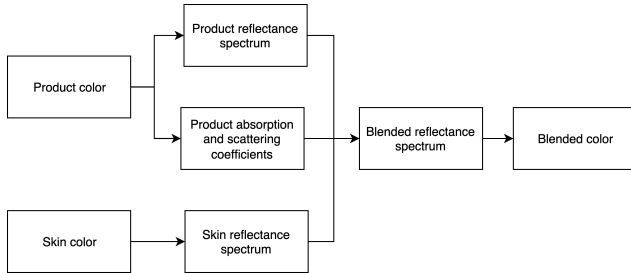 Product reflectance
spectrum
Product color
Product absorption
and scattering
coefficients
Blended reflectance
spectrum
Blended color
Skin color
Skin reflectance
spectrum